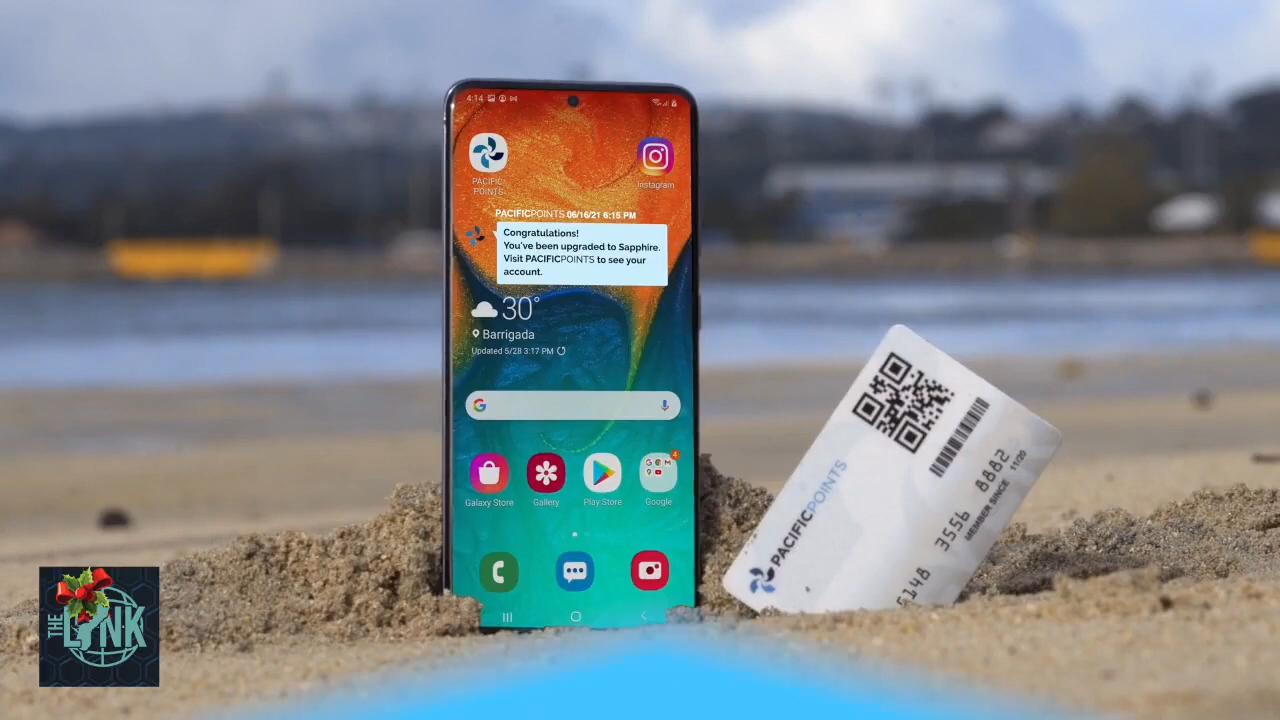 4:14
PACIFIC
POINTS
Instagram
PACIFICPOINTS 06/16/21 6:15 PM
Congratulations!
You've been upgraded to Sapphire.
Visit PACIFICPOINTS to see your
account.
30°
Barrigada
Updated 5/28 3:17 PM
Galaxy Store
Gallery
Play Store
4
Google
PACIFICPOINTS
3556 8882
MEMBER SINCE 11/20
THE LYNK